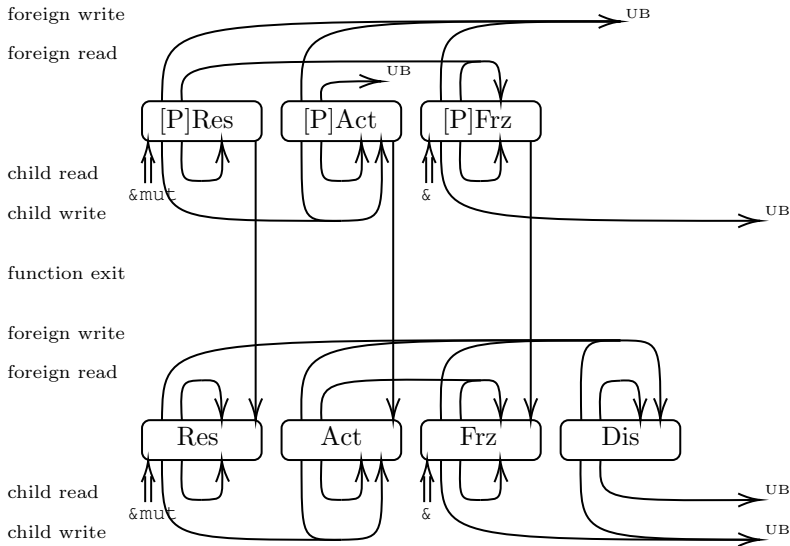 foreign write UB
foreign read
UB
[P]Res [P]Act [P]Frz
child read
&mut &
child write UB
function exit
foreign write
foreign read
Res Act Frz Dis
child read UB
&mut &
child write UB